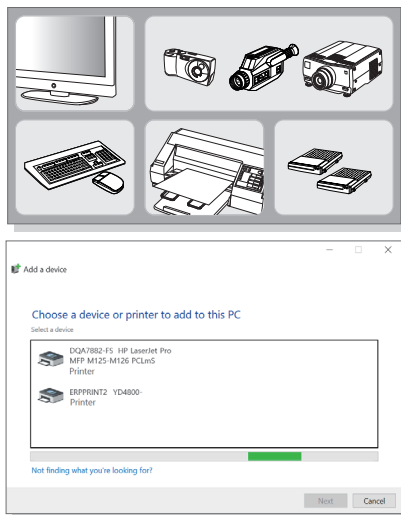 Add a device
Choose a device or printer to add to this PC
Select a device
DQA7882-FS HP LaserJet Pro
MFP M125-M126 PCLmS
Printer
ERPPRINT2 YD4800-
Printer
Not finding what you're looking for?
Next Cancel